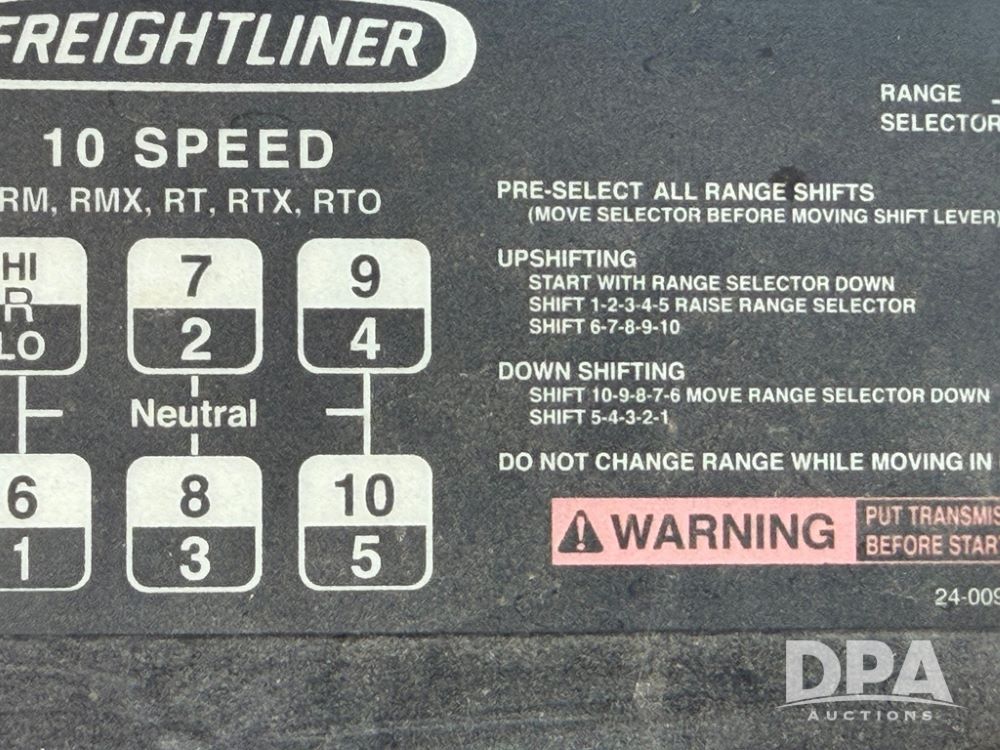 FREIGHTLINER
10 SPEED
RM, RMX, RT, RTX, RTO
HI
R
LO
7
2
9
4
Neutral
6
1
8
3
10
5
RANGE
SELECTOR
PRE-SELECT ALL RANGE SHIFTS
(MOVE SELECTOR BEFORE MOVING SHIFT LEVER)
UPSHIFTING
START WITH RANGE SELECTOR DOWN
SHIFT 1-2-3-4-5 RAISE RANGE SELECTOR
SHIFT 6-7-8-9-10
DOWN SHIFTING
SHIFT 10-9-8-7-6 MOVE RANGE SELECTOR DOWN
SHIFT 5-4-3-2-1
DO NOT CHANGE RANGE WHILE MOVING IN
WARNING
PUT TRANSMIS
BEFORE START
24-009
DPA
AUCTIONS